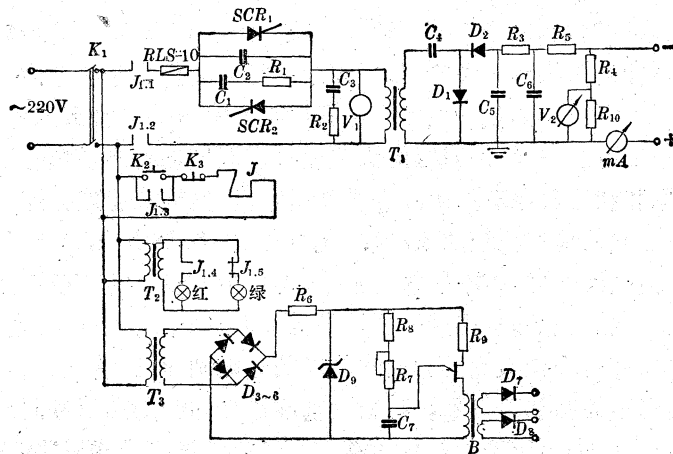 SCR₁
K₁
RLS-10
C₂
C₁
R₁
SCR₂
J₁.₁
~220V
J₁.₂
C₃
R₂
V₁
T₁
C₄
D₂
R₃
R₅
D₁
C₅
C₆
R₄
V₂
R₁₀
mA
−
+
K₂
K₃
J
J₁.₃
T₂
J₁.₄
J₁.₅
红
绿
T₃
D₃~₆
R₆
D₉
R₈
R₇
C₇
R₉
B
D₇
D₈